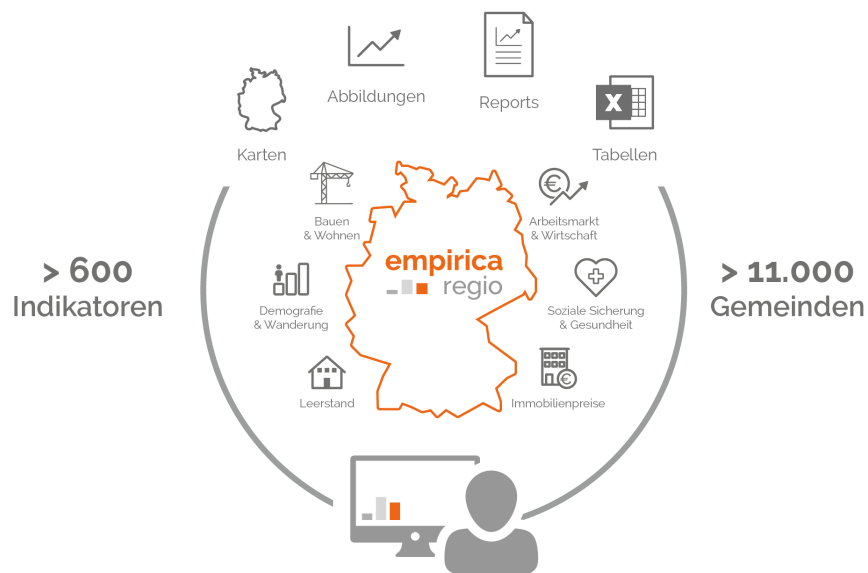 Abbildungen
Reports
Karten
X
Tabellen
Bauen
& Wohnen
€
Arbeitsmarkt
& Wirtschaft
empirica
regio
> 600
Indikatoren
> 11.000
Gemeinden
Demografie
& Wanderung
Soziale Sicherung
& Gesundheit
Leerstand
€
Immobilienpreise